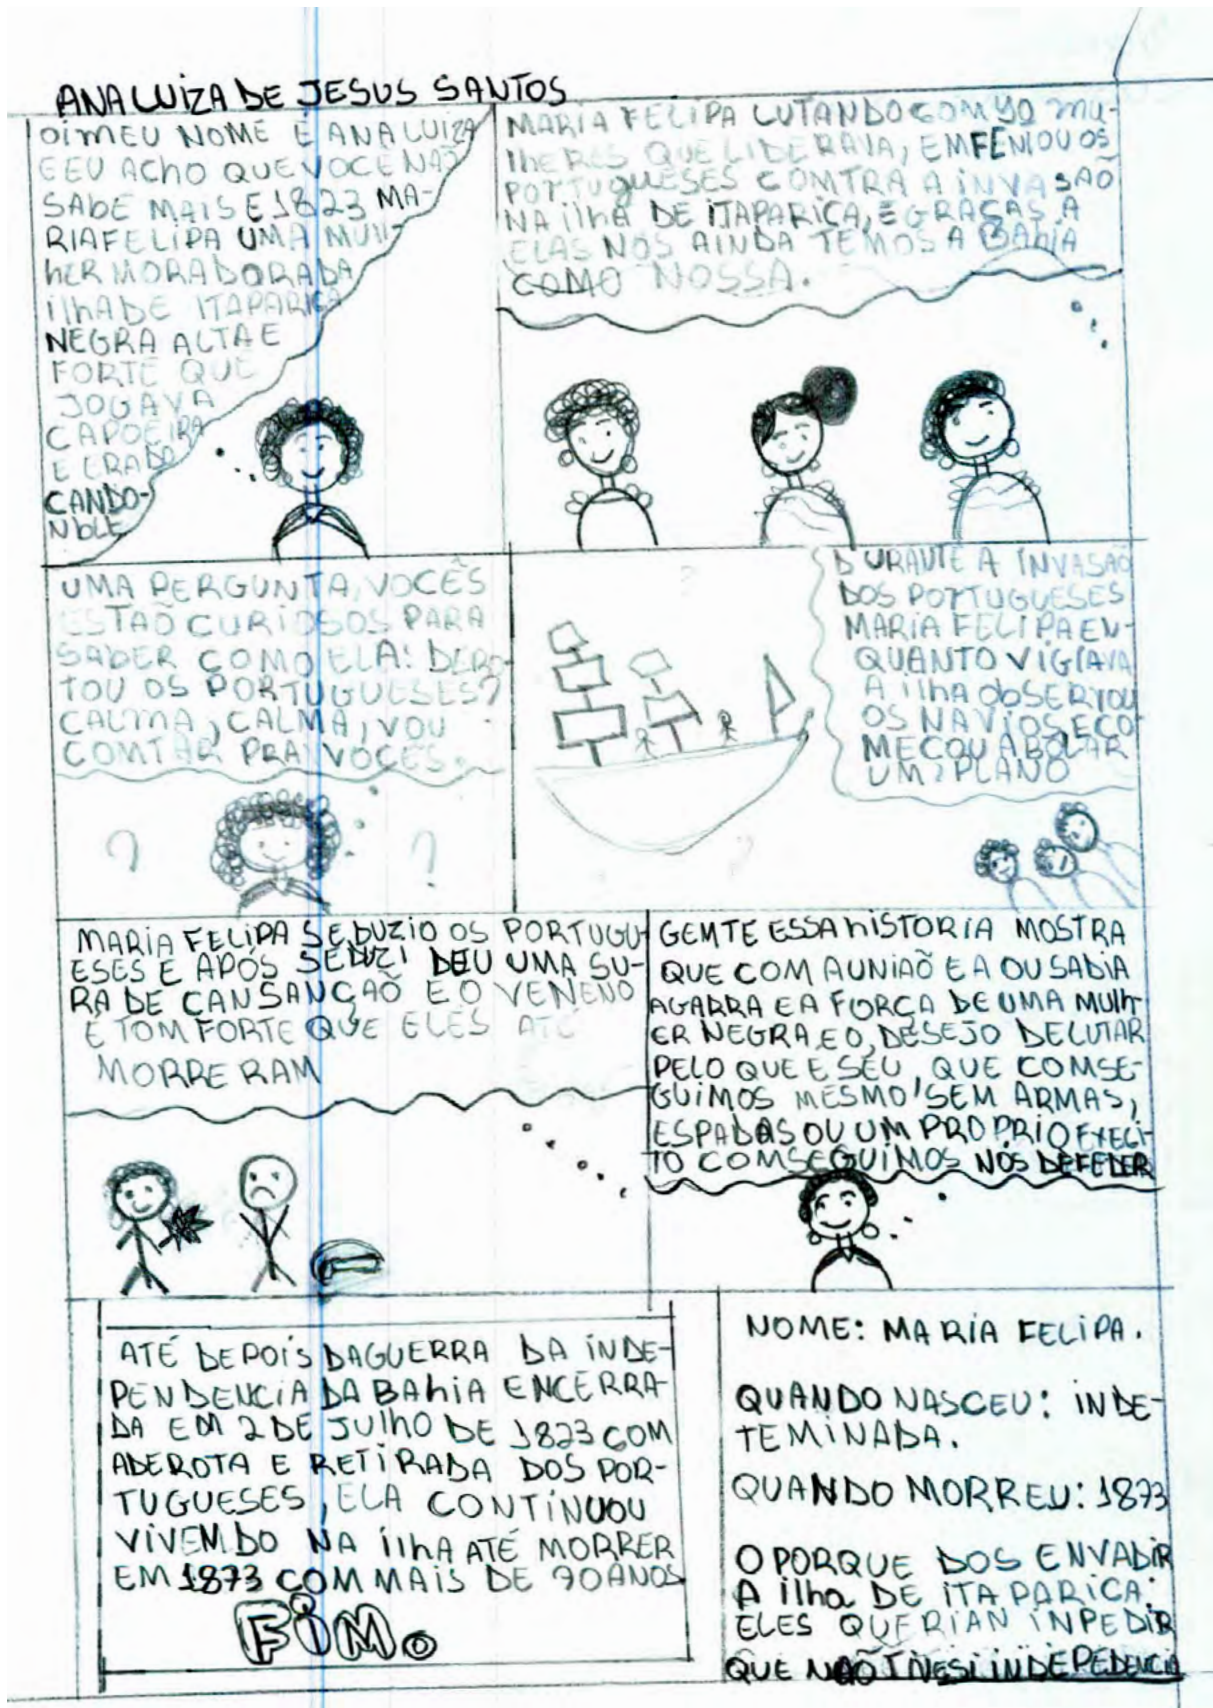 ANA LUIZA DE JESUS SANTOS
OI MEU NOME É ANA LUIZA
E EU ACHO QUE VOCE NAÕ
SABE MAIS E 1823 MA-
RIA FELIPA UMA MULH-
HER MORADORA DA
ILHA DE ITAPARICA
NEGRA ALTA E
FORTE QUE
JOGAVA
CAPOEIRA
E ERA DO
CANDO-
NBLE
MARIA FELIPA LUTANDO COM 40 MU-
LHERES QUE LIDERAVA, EMFENIOU OS
PORTUGUESES COMTRA A INVASAÕ
NA ILHA DE ITAPARICA, E GRAÇAS A
ELAS NÓS AINDA TEMOS A BAHIA
COMO NOSSA.
UMA PERGUNTA, VOCÊS
ESTAÕ CURIOSOS PARA
SABER COMO ELA: DERO-
TOU OS PORTUGUESES?
CALMA, CALMA, VOU
COMTAR PRA VOCÊS.
? ?
DURANTE A INVASAÕ
DOS PORTUGUESES
MARIA FELIPA EN-
QUANTO VIGIAVA
A ILHA OBSERVOU
OS NAVIOS, E CO-
MEÇOU A BOLAR
UM PLANO
MARIA FELIPA SEDUZIO OS PORTUGU-
ESES E APÓS SEDUZI DEU UMA SU-
RA DE CANSANÇAÕ E O VENENO
E TOM FORTE QUE ELES ATÉ
MORRERAM
GEMTE ESSA HISTORIA MOSTRA
QUE COM A UNIAÕ E A OUSADIA
AGARRA E A FORÇA DE UMA MULH-
ER NEGRA E O DESEJO DE LUTAR
PELO QUE E SEU, QUE COMSE-
GUIMOS MESMO SEM ARMAS,
ESPADAS OU UM PROPRIO EXECI-
TO COMSEGUIMOS NÓS DEFEDER
ATÉ DEPOIS DAGUERRA DA INDE-
PENDENCIA DA BAHIA ENCERRA-
DA EM 2 DE JULHO DE 1823 COM
ADEROTA E RETIRADA DOS POR-
TUGUESES, ELA CONTINUOU
VIVEMDO NA ILHA ATÉ MORRER
EM 1873 COM MAIS DE 70 ANOS
FIM.
NOME: MARIA FELIPA.
QUANDO NASCEU: INDE-
TEMINADA.
QUANDO MORREU: 1873
O PORQUE DOS ENVADIR
A ILHA DE ITAPARICA:
ELES QUERIAN INPEDIR
QUE NAÕ INDEPEDENCIA